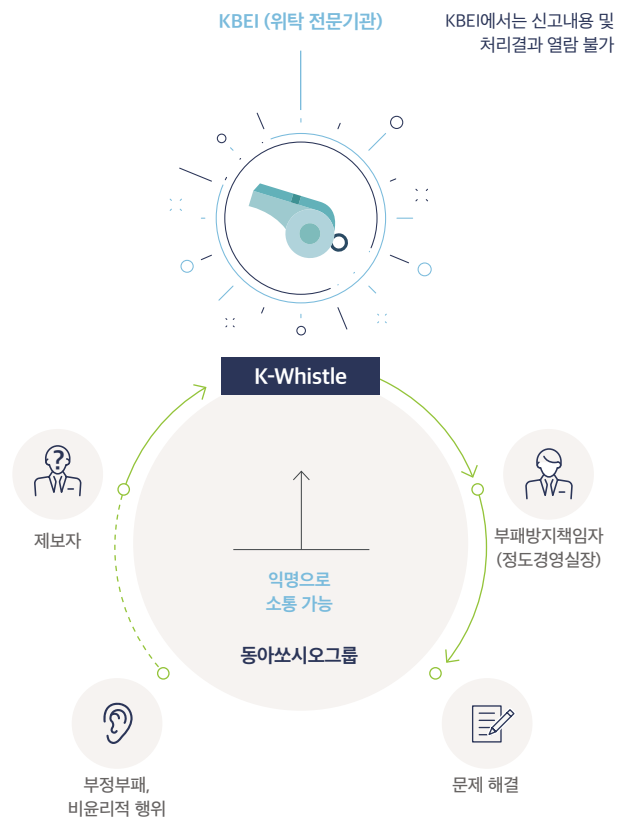 KBEI (위탁 전문기관)
KBEI에서는 신고내용 및
처리결과 열람 불가
K-Whistle
?
제보자
부패방지책임자
(정도경영실장)
익명으로
소통 가능
동아쏘시오그룹
부정부패,
비윤리적 행위
문제 해결